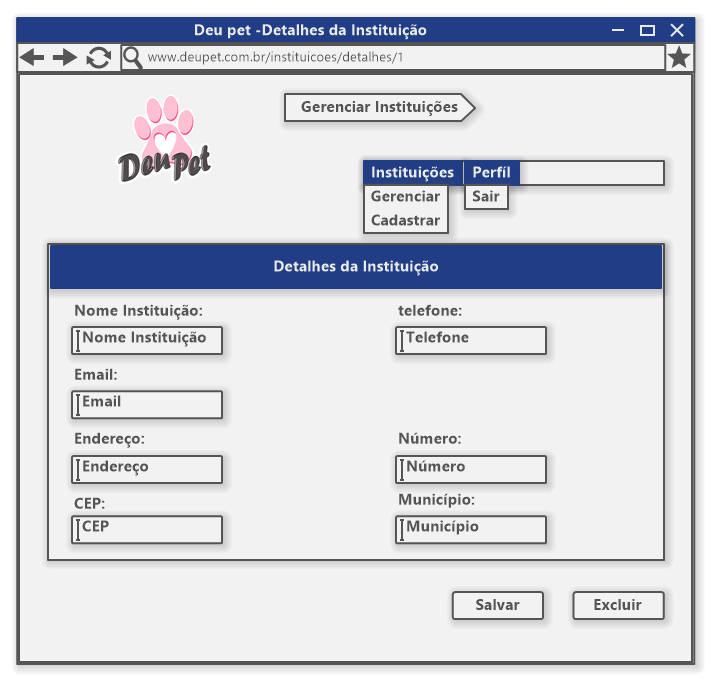 Deu pet -Detalhes da Instituição
www.deupet.com.br/instituicoes/detalhes/1
Gerenciar Instituições
Deu Pet
Instituições Perfíl
Gerenciar Sair
Cadastrar
Detalhes da Instituição
Nome Instituição: telefone:
Nome Instituição Telefone
Email:
Email
Endereço: Número:
Endereço Número
CEP: Município:
CEP Município
Salvar Excluir